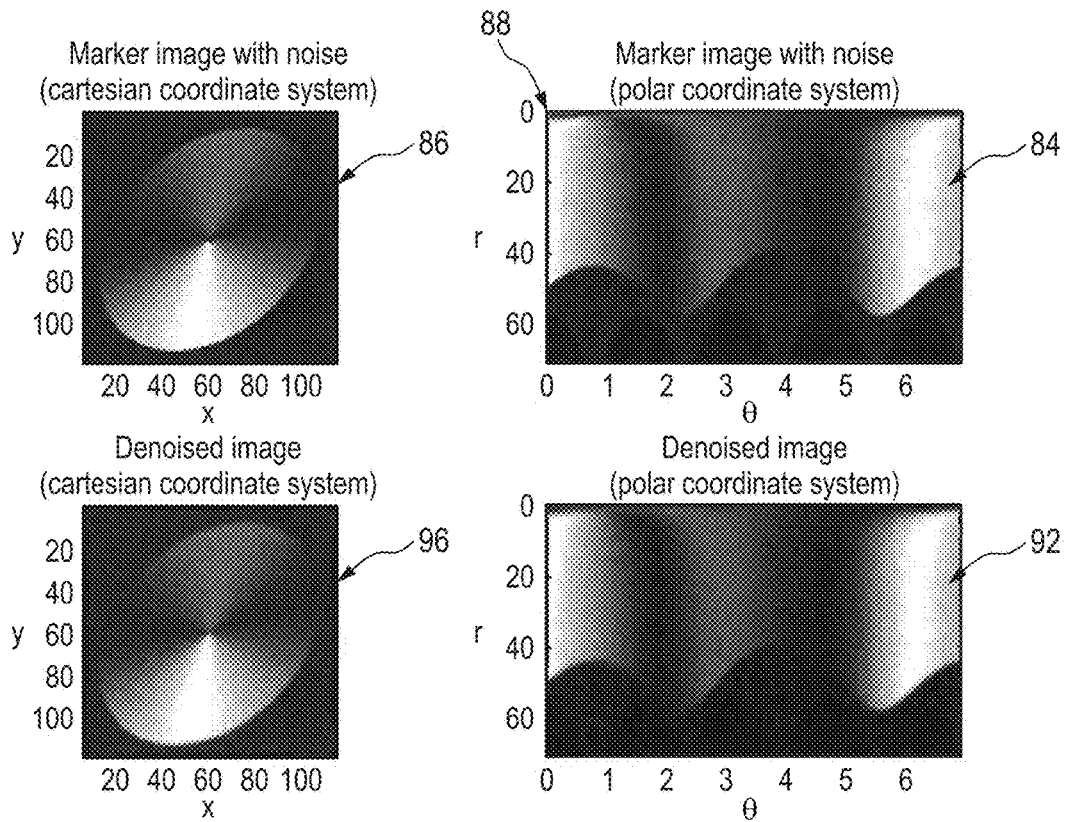 88
Marker image with noise
(cartesian coordinate system)
Marker image with noise
(polar coordinate system)
86
84
y
20
40
60
80
100
20 40 60 80 100
x
r
0
20
40
60
0 1 2 3 4 5 6
θ
Denoised image
(cartesian coordinate system)
Denoised image
(polar coordinate system)
96
92
y
20
40
60
80
100
20 40 60 80 100
x
r
0
20
40
60
0 1 2 3 4 5 6
θ